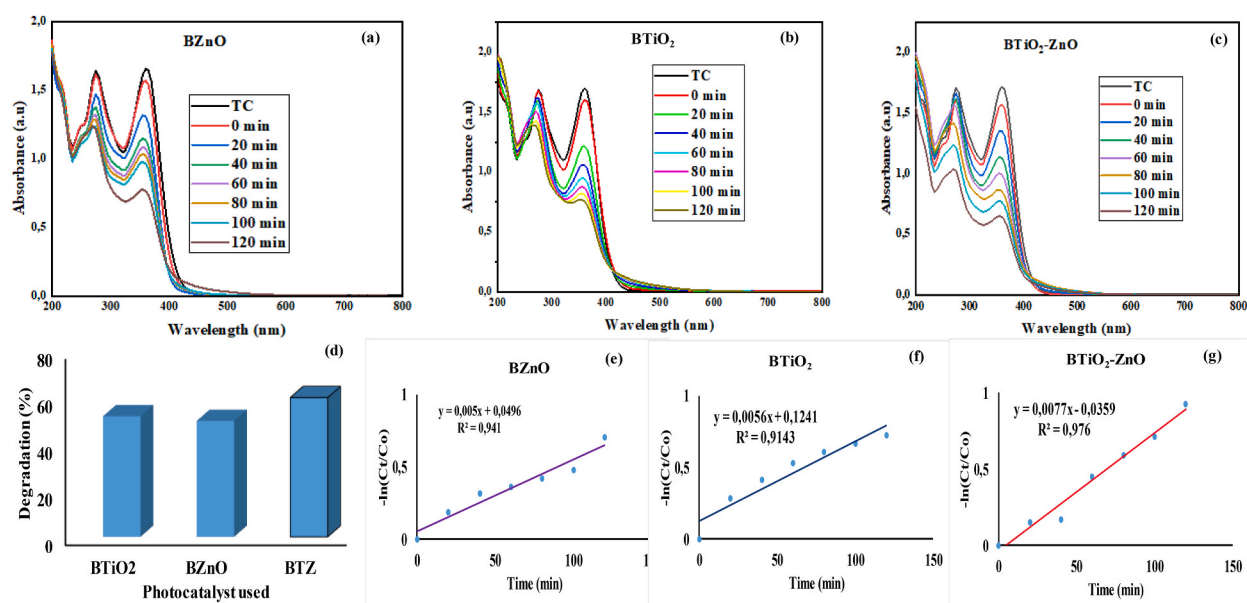 (a)
BZnO
2,0
1,5
1,0
0,5
0,0
Absorbance (a.u)
TC
0 min
20 min
40 min
60 min
80 min
100 min
120 min
200 300 400 500 600 700 800
Wavelength (nm)
(b)
BTiO₂
2,0
1,5
1,0
0,5
0,0
Absorbance (a.u)
TC
0 min
20 min
40 min
60 min
80 min
100 min
120 min
200 300 400 500 600 700 800
Wavelength (nm)
(c)
BTiO₂-ZnO
2,0
1,5
1,0
0,5
0,0
Absorbance (a.u)
TC
0 min
20 min
40 min
60 min
80 min
100 min
120 min
200 300 400 500 600 700 800
Wavelength (nm)
(d)
80
60
40
20
0
Degradation (%)
BTiO2 BZnO BTZ
Photocatalyst used
(e)
BZnO
y = 0,005x + 0,0496
R² = 0,941
1
0,5
0
-ln(Ct/Co)
0 50 100 15
Time (min)
(f)
BTiO₂
y = 0,0056x + 0,1241
R² = 0,9143
1
0,5
0
-ln(Ct/Co)
0 50 100 150
Time (min)
(g)
BTiO₂-ZnO
y = 0,0077x - 0,0359
R² = 0,976
1
0,5
0
-ln(Ct/Co)
0 50 100 150
Time (min)